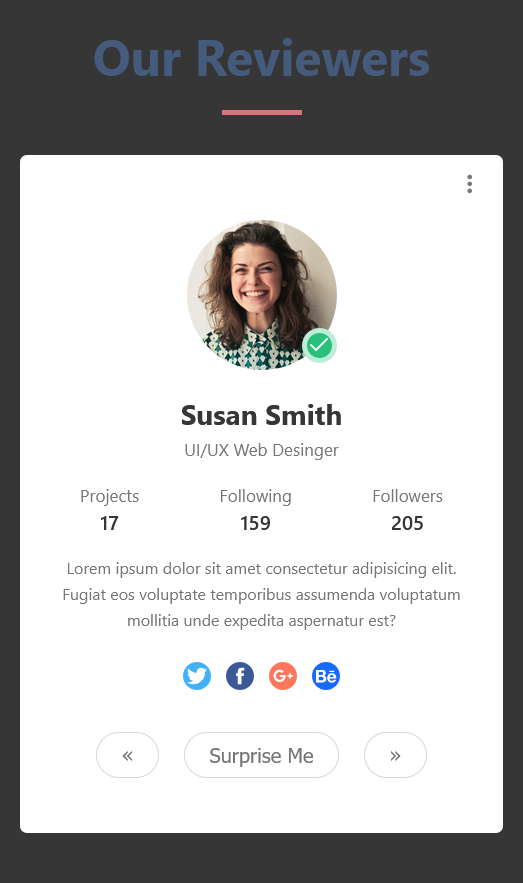 Our Reviewers
Susan Smith
UI/UX Web Desinger
Projects Following Followers
17 159 205
Lorem ipsum dolor sit amet consectetur adipisicing elit.
Fugiat eos voluptate temporibus assumenda voluptatum
mollitia unde expedita aspernatur est?
f G+ Bē
« Surprise Me »